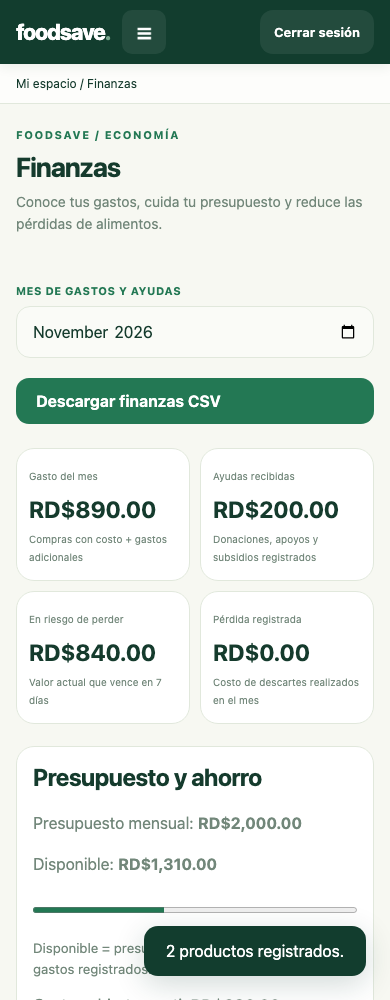 foodsave.
Cerrar sesión
Mi espacio / Finanzas
FOODSAVE / ECONOMÍA
Finanzas
Conoce tus gastos, cuida tu presupuesto y reduce las
pérdidas de alimentos.
MES DE GASTOS Y AYUDAS
November 2026
Descargar finanzas CSV
Gasto del mes
RD$890.00
Compras con costo + gastos
adicionales
Ayudas recibidas
RD$200.00
Donaciones, apoyos y
subsidios registrados
En riesgo de perder
RD$840.00
Valor actual que vence en 7
días
Pérdida registrada
RD$0.00
Costo de descartes realizados
en el mes
Presupuesto y ahorro
Presupuesto mensual: RD$2,000.00
Disponible: RD$1,310.00
Disponible = presu
gastos registrados
2 productos registrados.